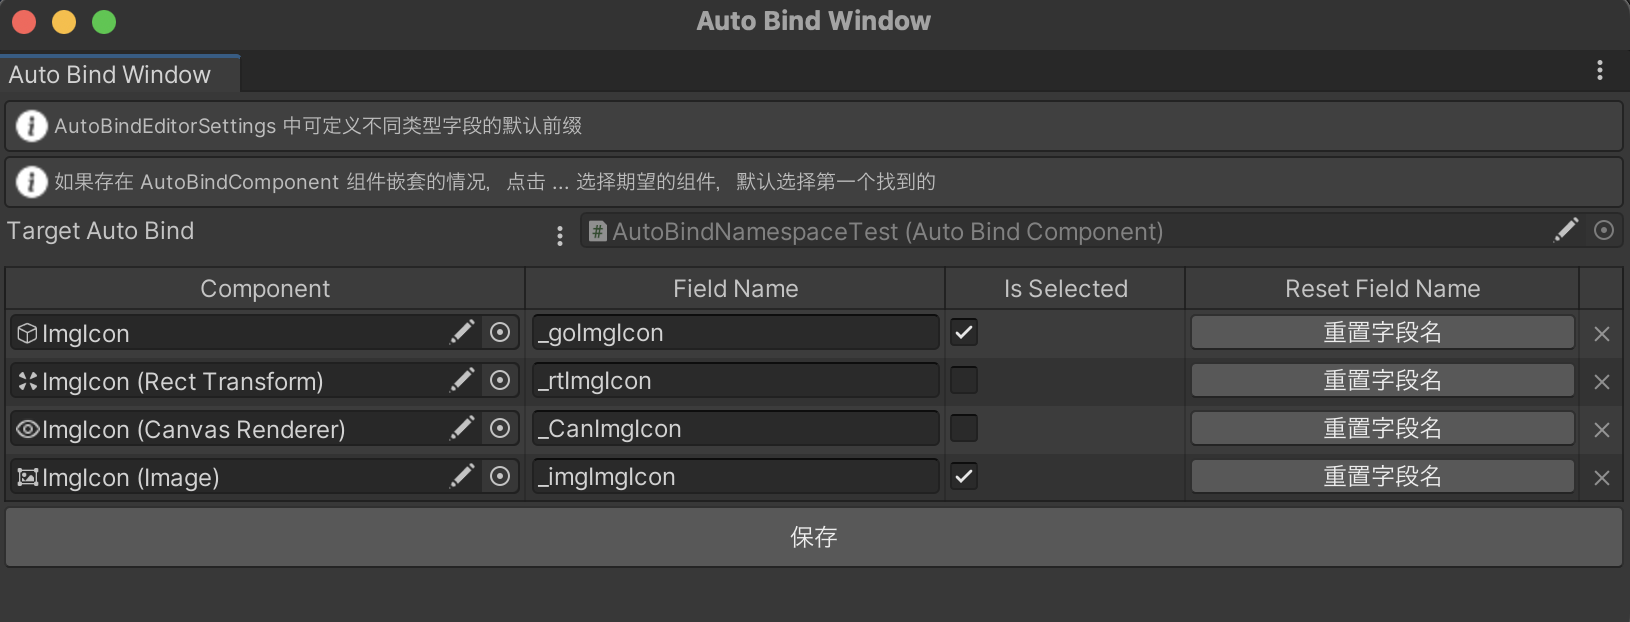 Auto Bind Window
Auto Bind Window
AutoBindEditorSettings 中可定义不同类型字段的默认前缀
如果存在 AutoBindComponent 组件嵌套的情况，点击 ... 选择期望的组件，默认选择第一个找到的
Target Auto Bind
AutoBindNamespaceTest (Auto Bind Component)
Component Field Name Is Selected Reset Field Name
ImgIcon _goImgIcon 重置字段名
ImgIcon (Rect Transform) _rtImgIcon 重置字段名
ImgIcon (Canvas Renderer) _CanImgIcon 重置字段名
ImgIcon (Image) _imgImgIcon 重置字段名
保存